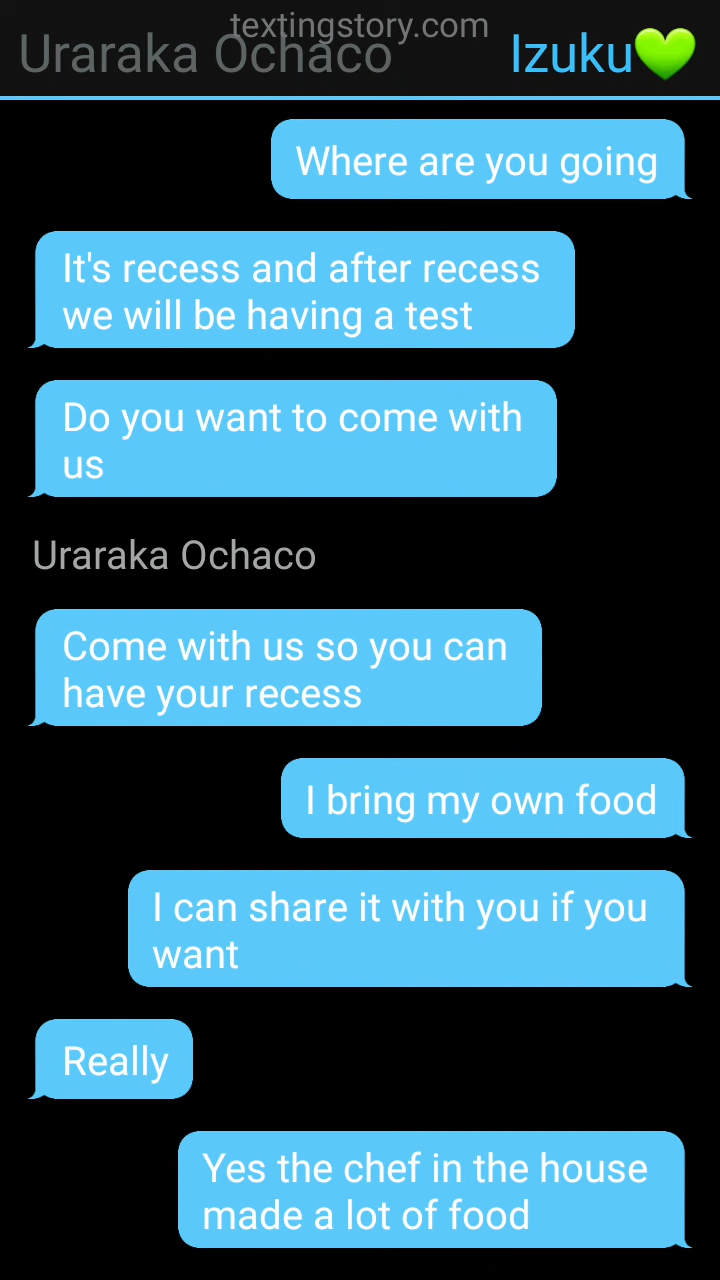 textingstory.com
Uraraka Ochaco
Izuku💚
Where are you going
It's recess and after recess
we will be having a test
Do you want to come with
us
Uraraka Ochaco
Come with us so you can
have your recess
I bring my own food
I can share it with you if you
want
Really
Yes the chef in the house
made a lot of food